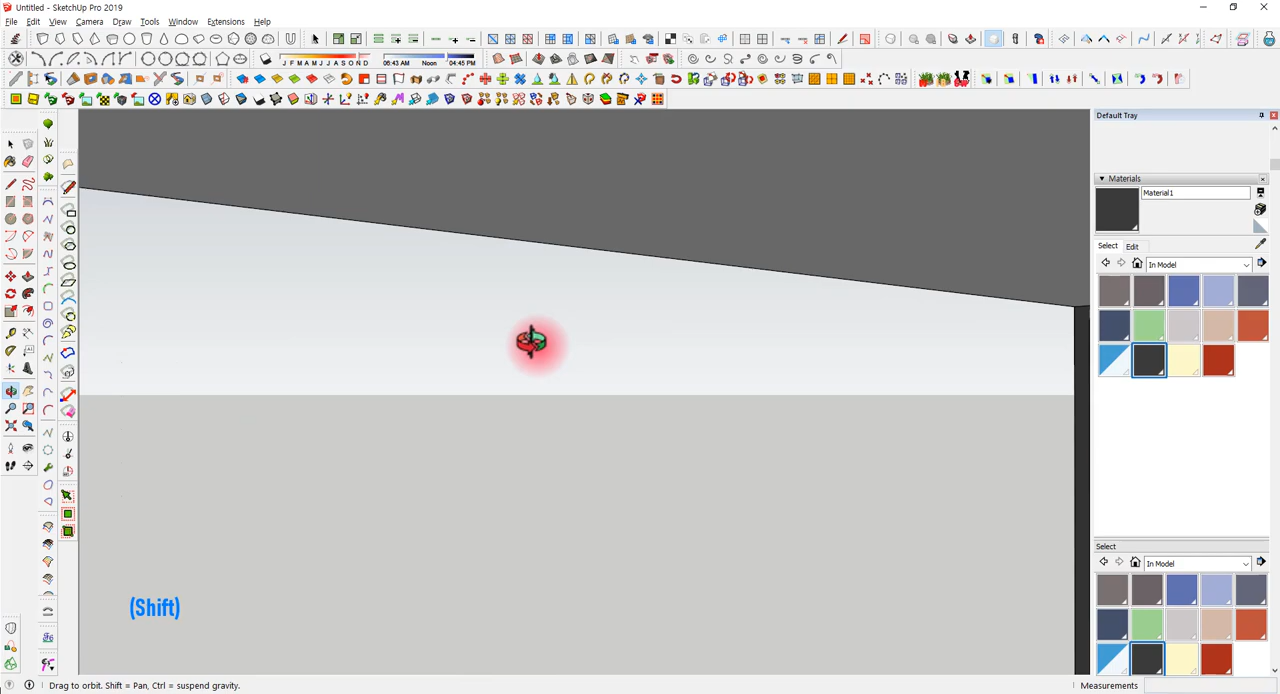 Untitled - SketchUp Pro 2019
File Edit View Camera Draw Tools Window Extensions Help
J F M A M J J A S O N D 06:43 AM Noon 04:45 PM
Default Tray
Materials
Material1
Select Edit
In Model
Select
In Model
(Shift)
Drag to orbit. Shift = Pan, Ctrl = suspend gravity.
Measurements